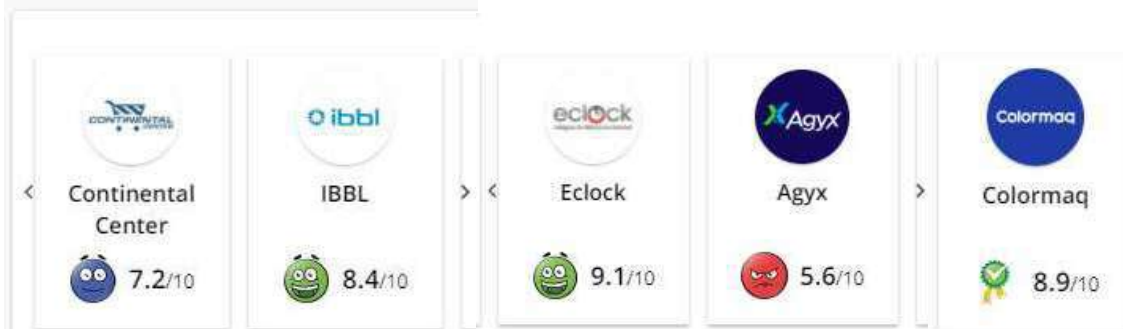 CONTINENTAL
CENTER
ibbl
eclock
Agyx
Colormaq
< Continental
Center
IBBL >
< Eclock
Agyx >
Colormaq
7.2/10
8.4/10
9.1/10
5.6/10
8.9/10